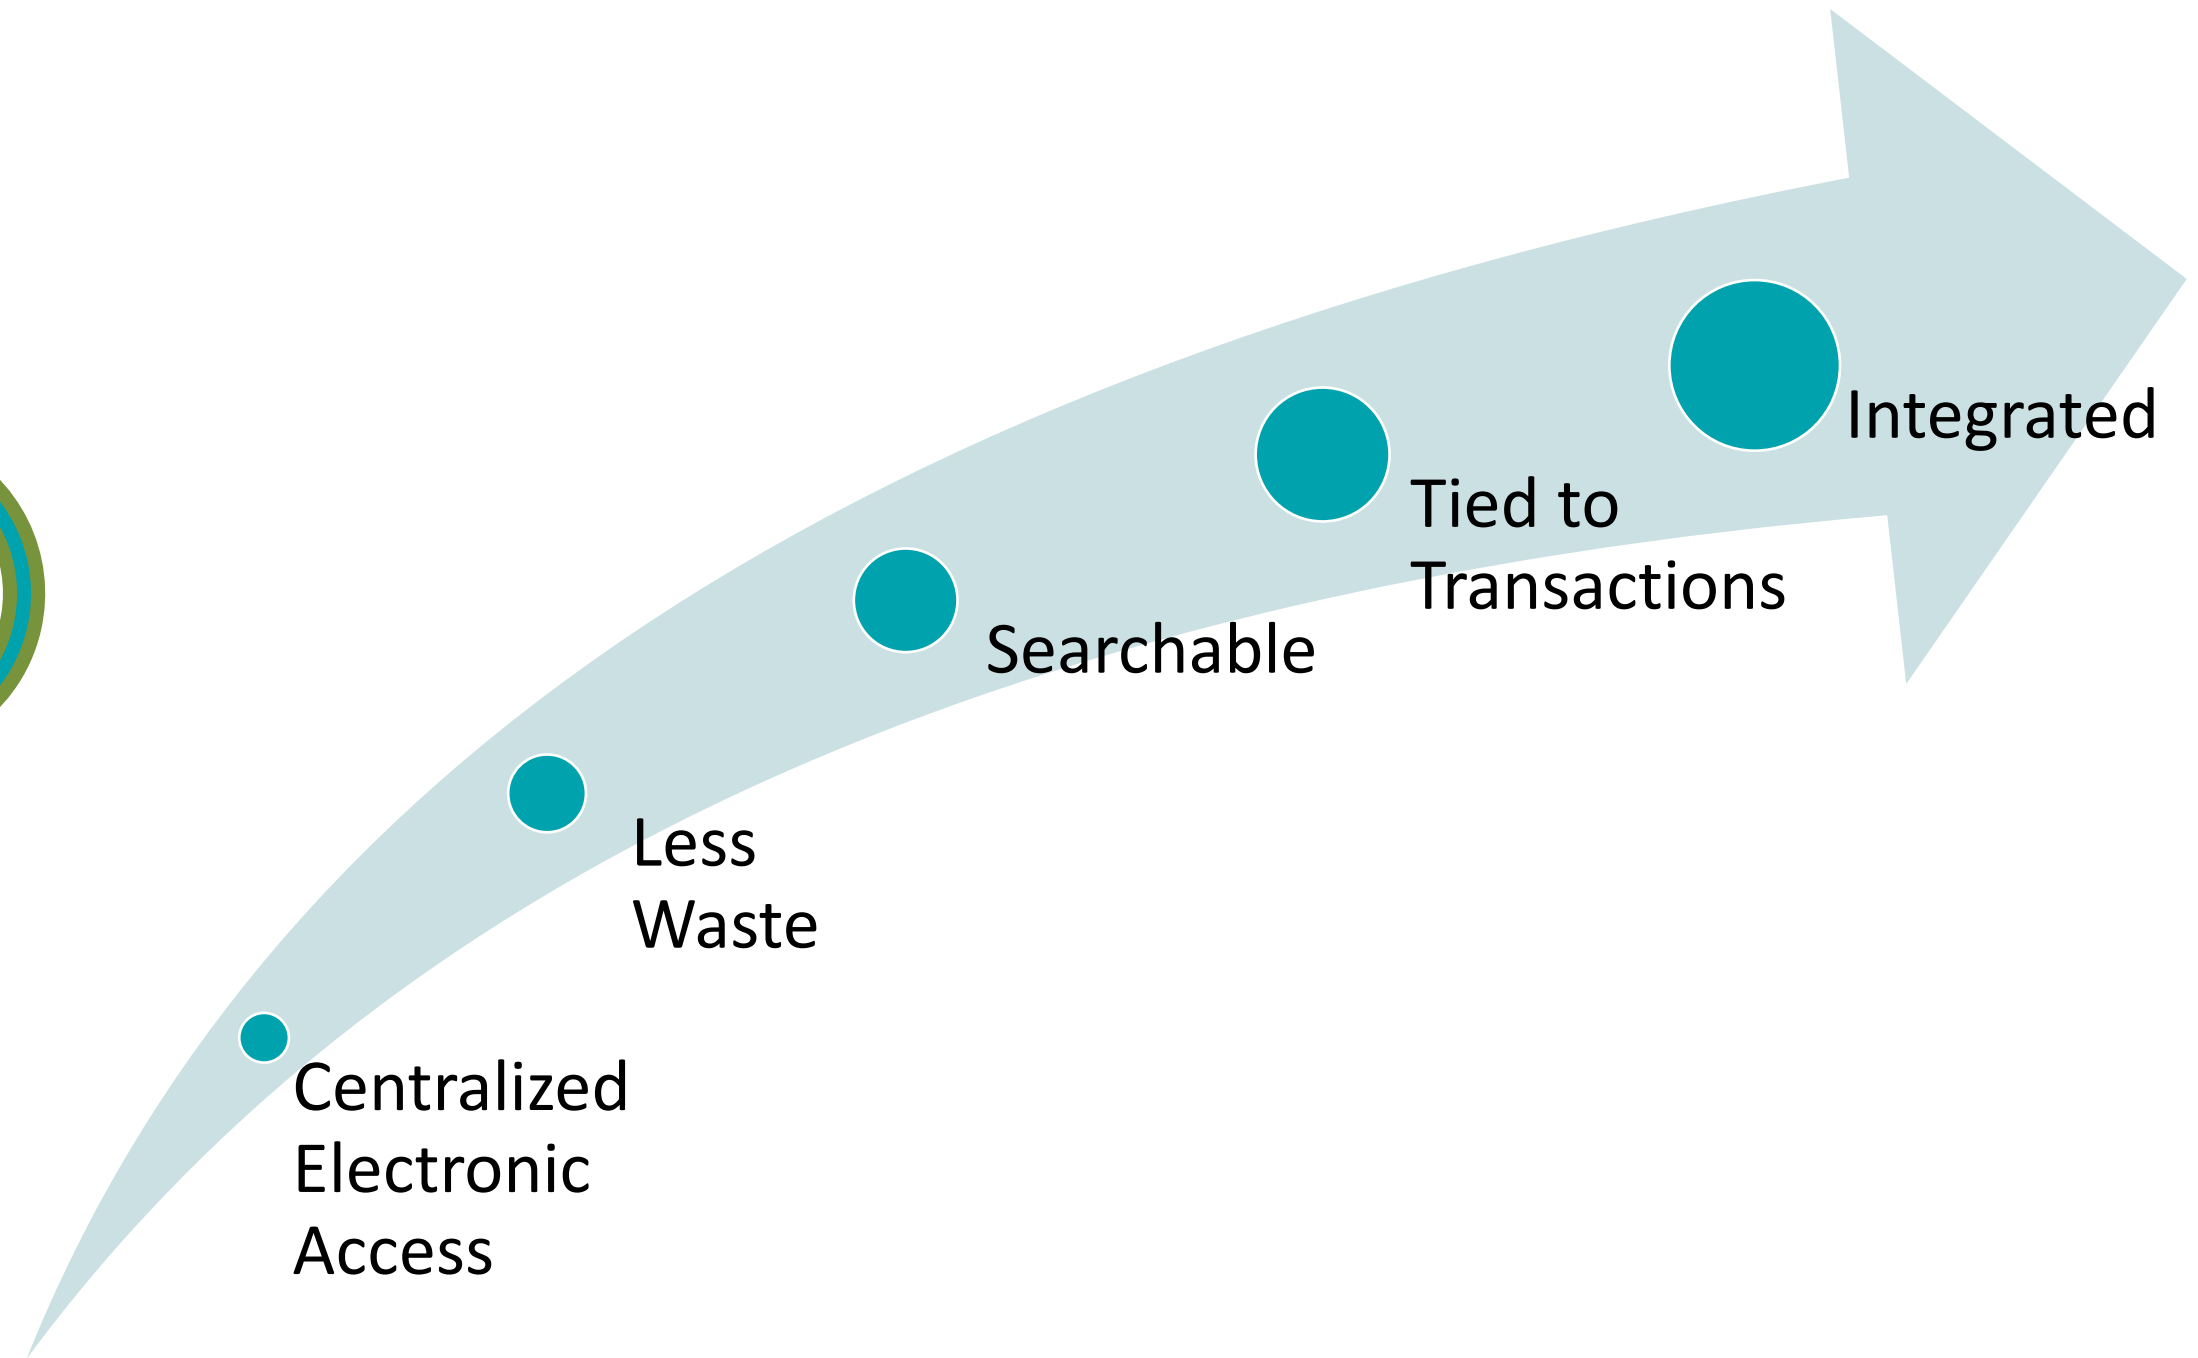 Centralized
Electronic
Access
Less
Waste
Searchable
Tied to
Transactions
Integrated